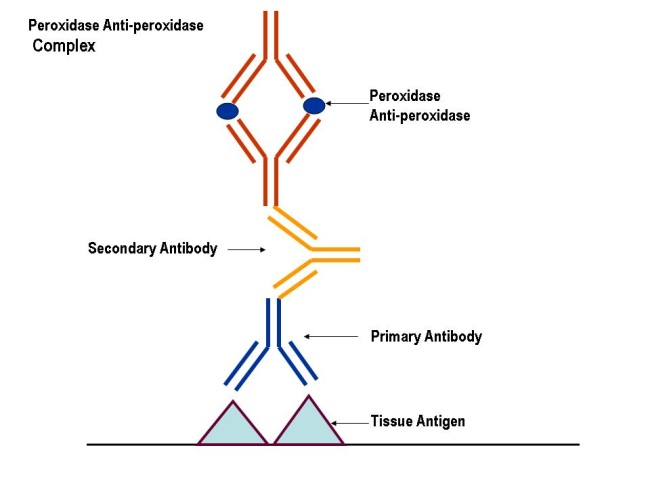 Peroxidase Anti-peroxidase
Complex
Peroxidase
Anti-peroxidase
Secondary Antibody
Primary Antibody
Tissue Antigen